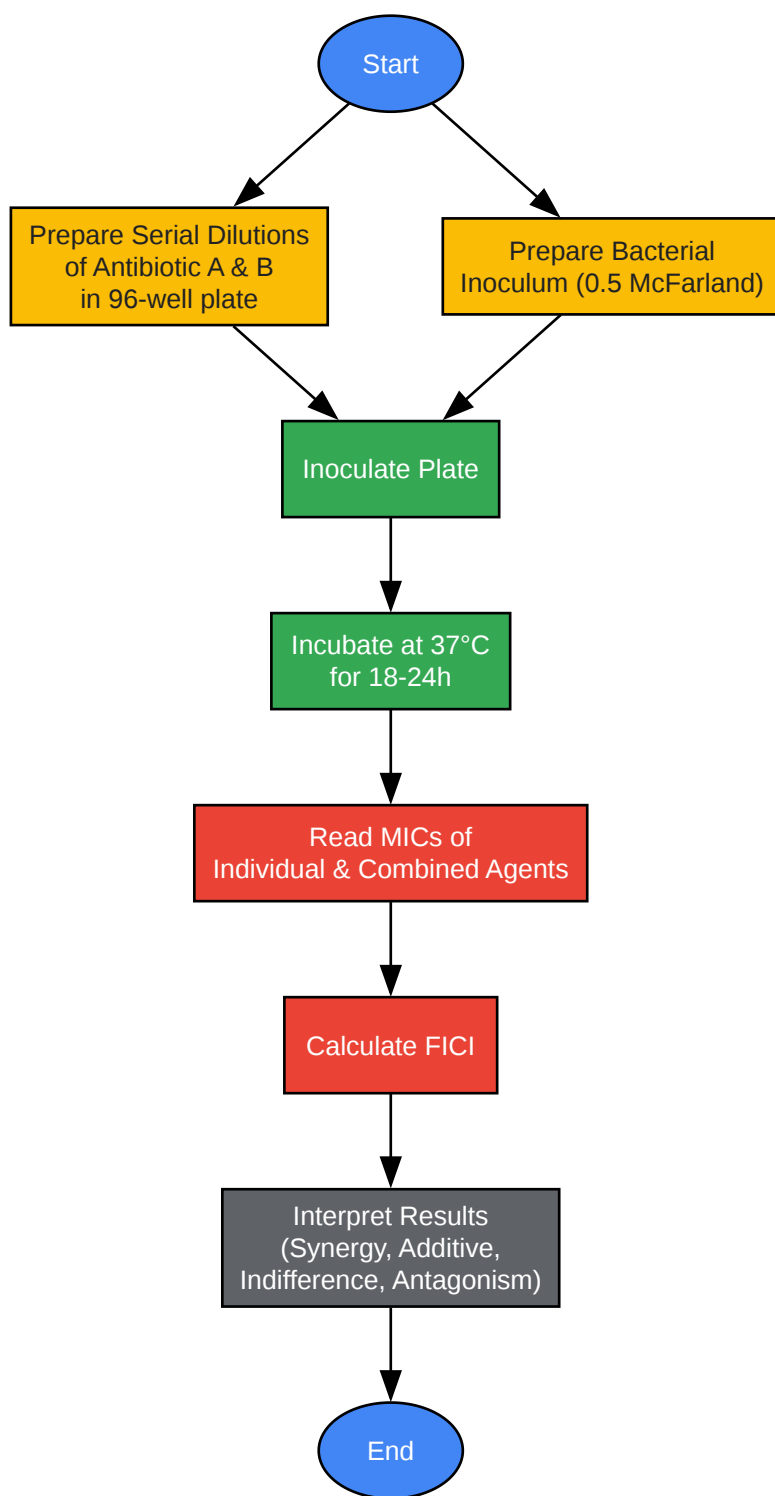 Start
Prepare Serial Dilutions
of Antibiotic A & B
in 96-well plate
Prepare Bacterial
Inoculum (0.5 McFarland)
Inoculate Plate
Incubate at 37°C
for 18-24h
Read MICs of
Individual & Combined Agents
Calculate FICI
Interpret Results
(Synergy, Additive,
Indifference, Antagonism)
End